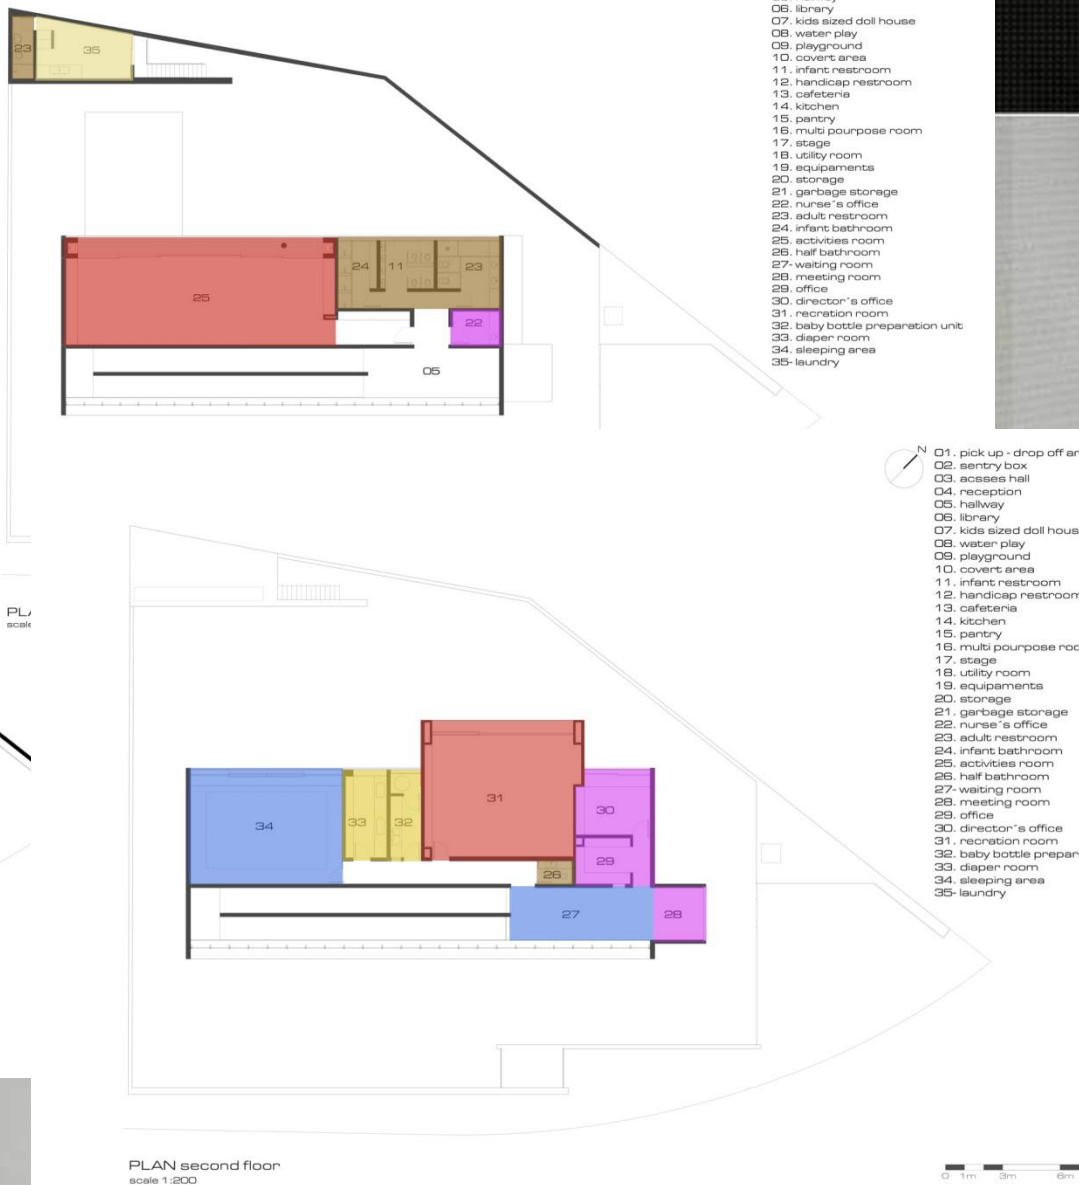 06. library
07. kids sized doll house
08. water play
09. playground
10. covert area
11. infant restroom
12. handicap restroom
13. cafeteria
14. kitchen
15. pantry
16. multi pourpose room
17. stage
18. utility room
19. equipaments
20. storage
21. garbage storage
22. nurse´s office
23. adult restroom
24. infant bathroom
25. activities room
26. half bathroom
27- waiting room
28. meeting room
29. office
30. director´s office
31. recration room
32. baby bottle preparation unit
33. diaper room
34. sleeping area
35- laundry
23
35
25
24
11
23
22
05
PLA
scale
N
01. pick up - drop off ar
02. sentry box
03. acsses hall
04. reception
05. hallway
06. library
07. kids sized doll hous
08. water play
09. playground
10. covert area
11. infant restroom
12. handicap restroom
13. cafeteria
14. kitchen
15. pantry
16. multi pourpose roo
17. stage
18. utility room
19. equipaments
20. storage
21. garbage storage
22. nurse´s office
23. adult restroom
24. infant bathroom
25. activities room
26. half bathroom
27- waiting room
28. meeting room
29. office
30. director´s office
31. recration room
32. baby bottle prepar
33. diaper room
34. sleeping area
35- laundry
34
33
32
31
30
29
26
27
28
PLAN second floor
scale 1:200
0 1m 3m 6m